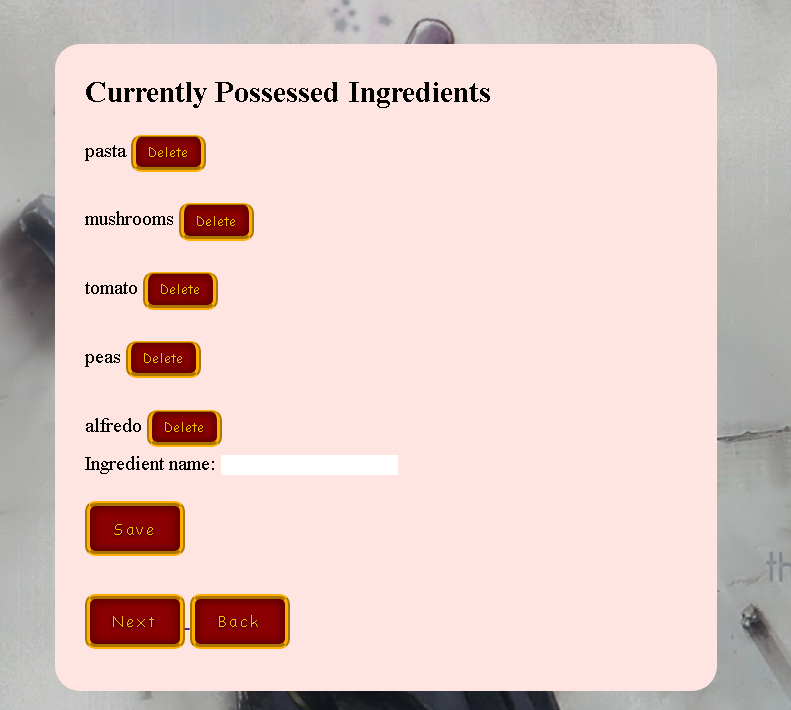 Currently Possessed Ingredients
pasta Delete
mushrooms Delete
tomato Delete
peas Delete
alfredo Delete
Ingredient name:
Save
Next Back